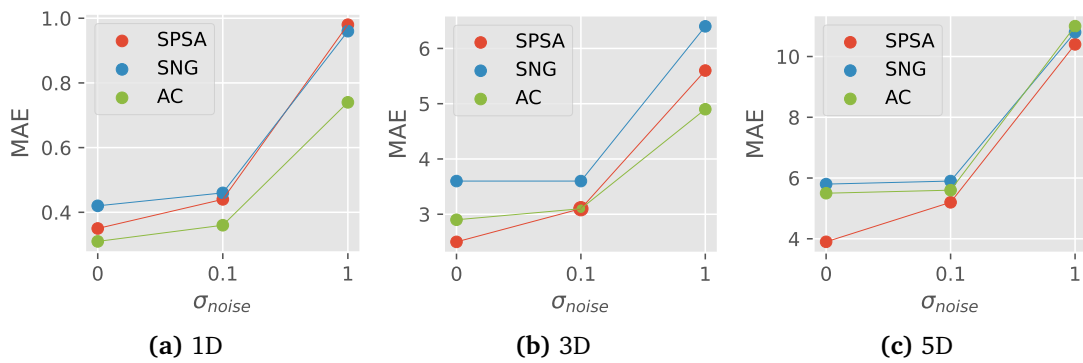 1.0
0.8
0.6
0.4
MAE
SPSA
SNG
AC
0
0.1
1
σnoise
(a) 1D
6
5
4
3
MAE
SPSA
SNG
AC
0
0.1
1
σnoise
(b) 3D
10
8
6
4
MAE
SPSA
SNG
AC
0
0.1
1
σnoise
(c) 5D